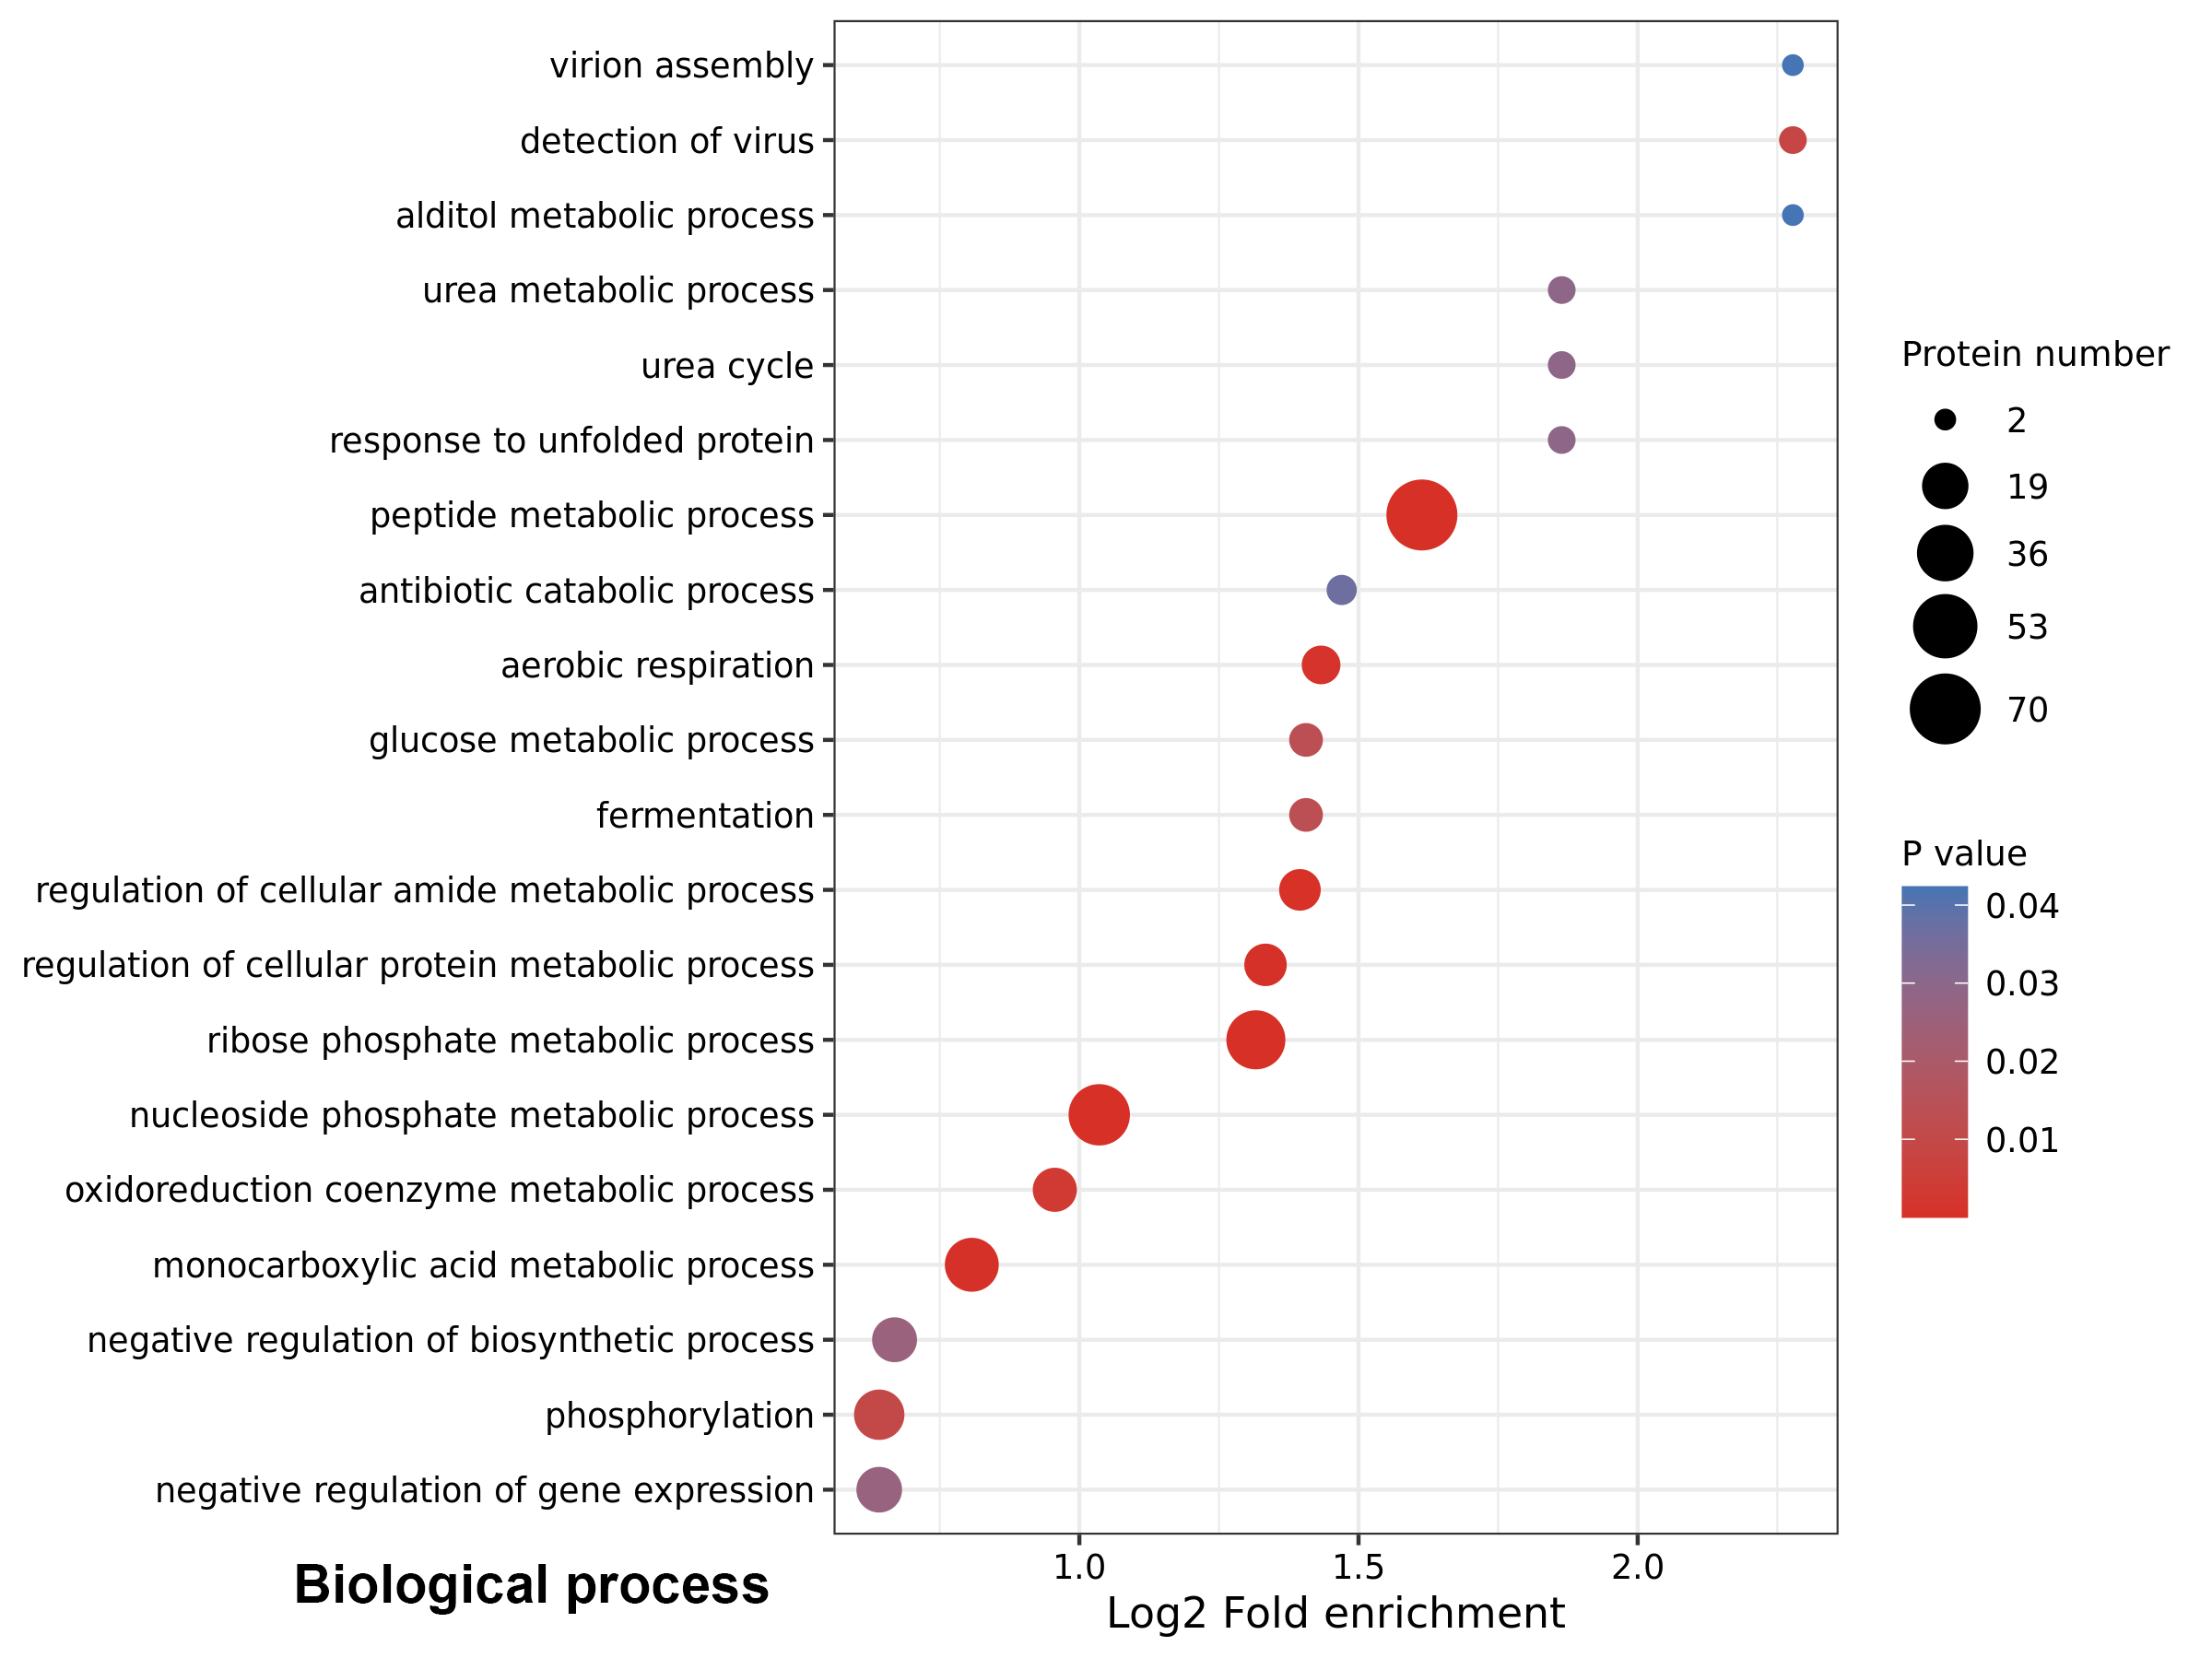 virion assembly
detection of virus
alditol metabolic process
urea metabolic process
urea cycle
response to unfolded protein
peptide metabolic process
antibiotic catabolic process
aerobic respiration
glucose metabolic process
fermentation
regulation of cellular amide metabolic process
regulation of cellular protein metabolic process
ribose phosphate metabolic process
nucleoside phosphate metabolic process
oxidoreduction coenzyme metabolic process
monocarboxylic acid metabolic process
negative regulation of biosynthetic process
phosphorylation
negative regulation of gene expression
1.0 1.5 2.0
Log2 Fold enrichment
Biological process
Protein number
2
19
36
53
70
P value
0.04
0.03
0.02
0.01